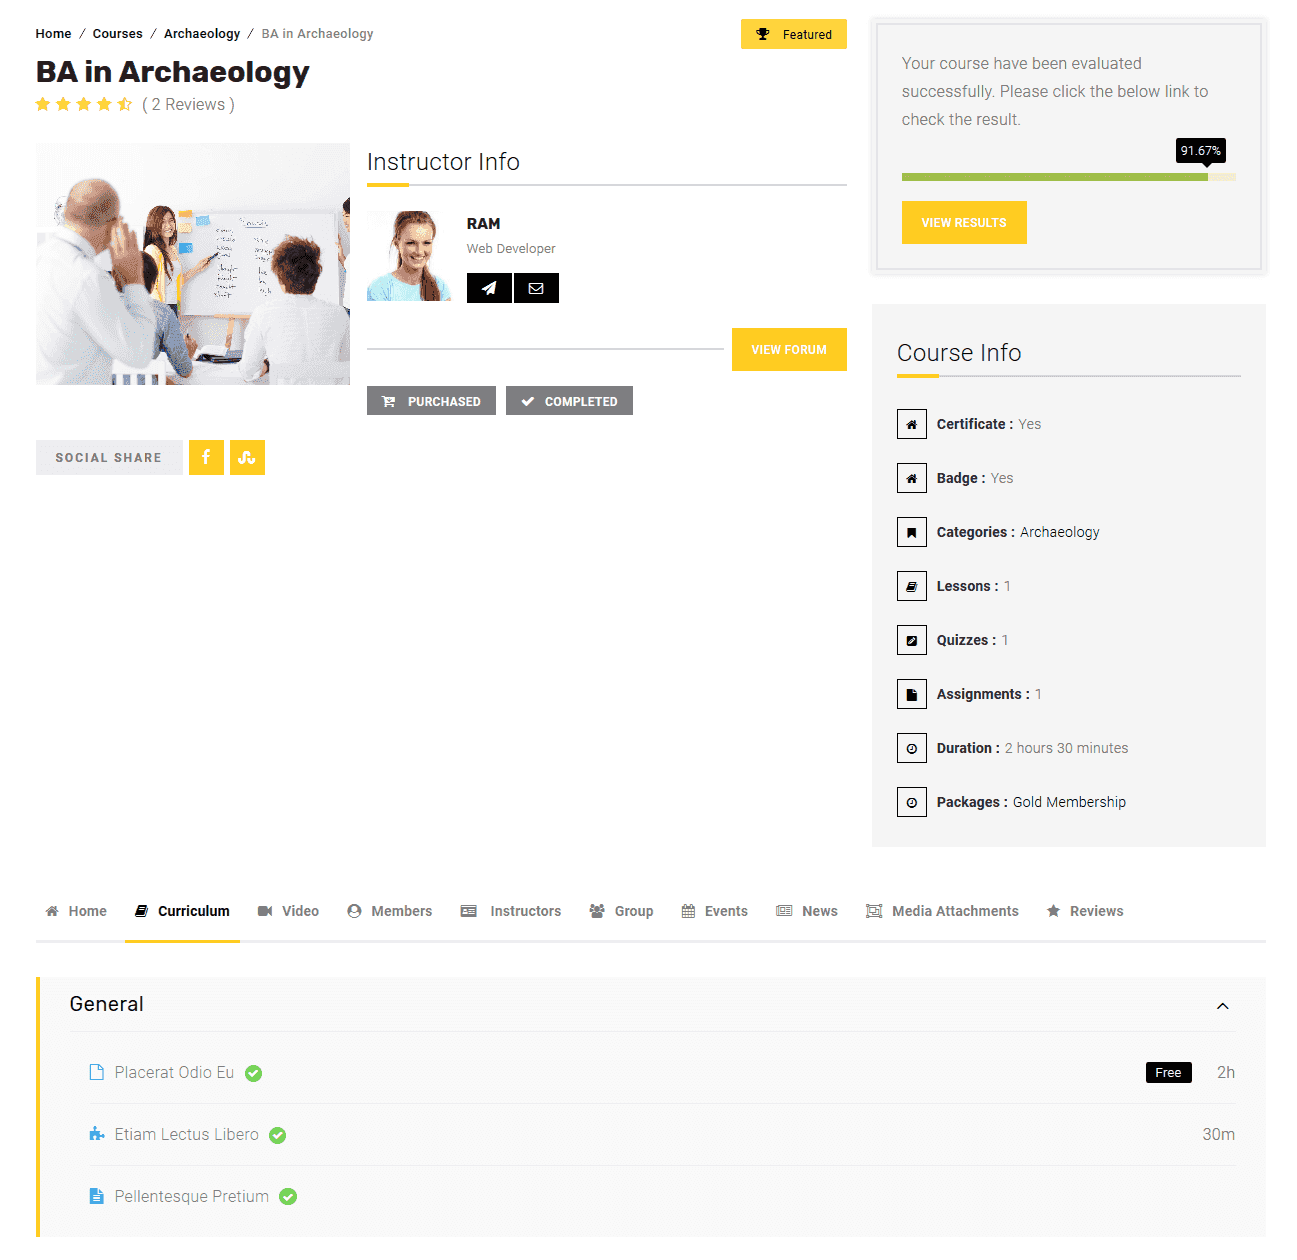 Home / Courses / Archaeology / BA in Archaeology
Featured
BA in Archaeology
( 2 Reviews )
Instructor Info
RAM
Web Developer
VIEW FORUM
PURCHASED
COMPLETED
SOCIAL SHARE
Your course have been evaluated
successfully. Please click the below link to
check the result.
91.67%
VIEW RESULTS
Course Info
Certificate : Yes
Badge : Yes
Categories : Archaeology
Lessons : 1
Quizzes : 1
Assignments : 1
Duration : 2 hours 30 minutes
Packages : Gold Membership
Home Curriculum Video Members Instructors Group Events News Media Attachments Reviews
General
Placerat Odio Eu Free 2h
Etiam Lectus Libero 30m
Pellentesque Pretium